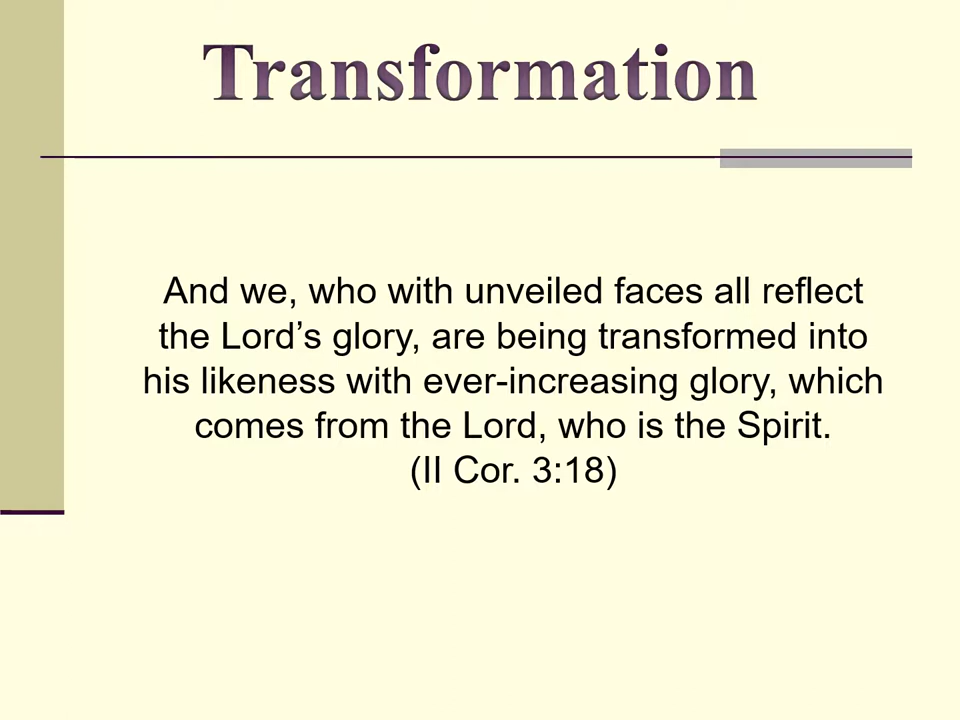 Transformation
And we, who with unveiled faces all reflect
the Lord’s glory, are being transformed into
his likeness with ever-increasing glory, which
comes from the Lord, who is the Spirit.
(II Cor. 3:18)